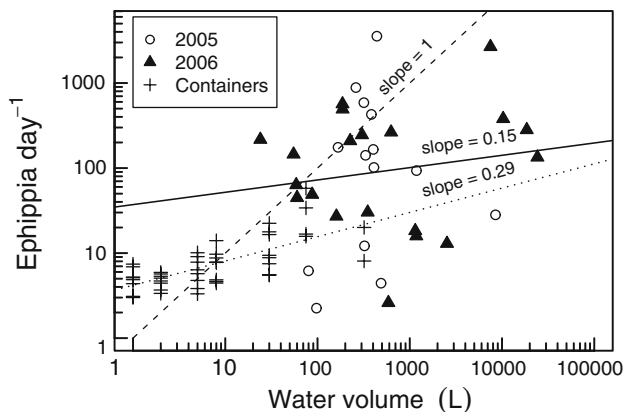 2005
2006
Containers
slope = 1
slope = 0.15
slope = 0.29
Ephippia day⁻¹
1000
100
10
1
1 10 100 1000 10000 100000
Water volume (L)